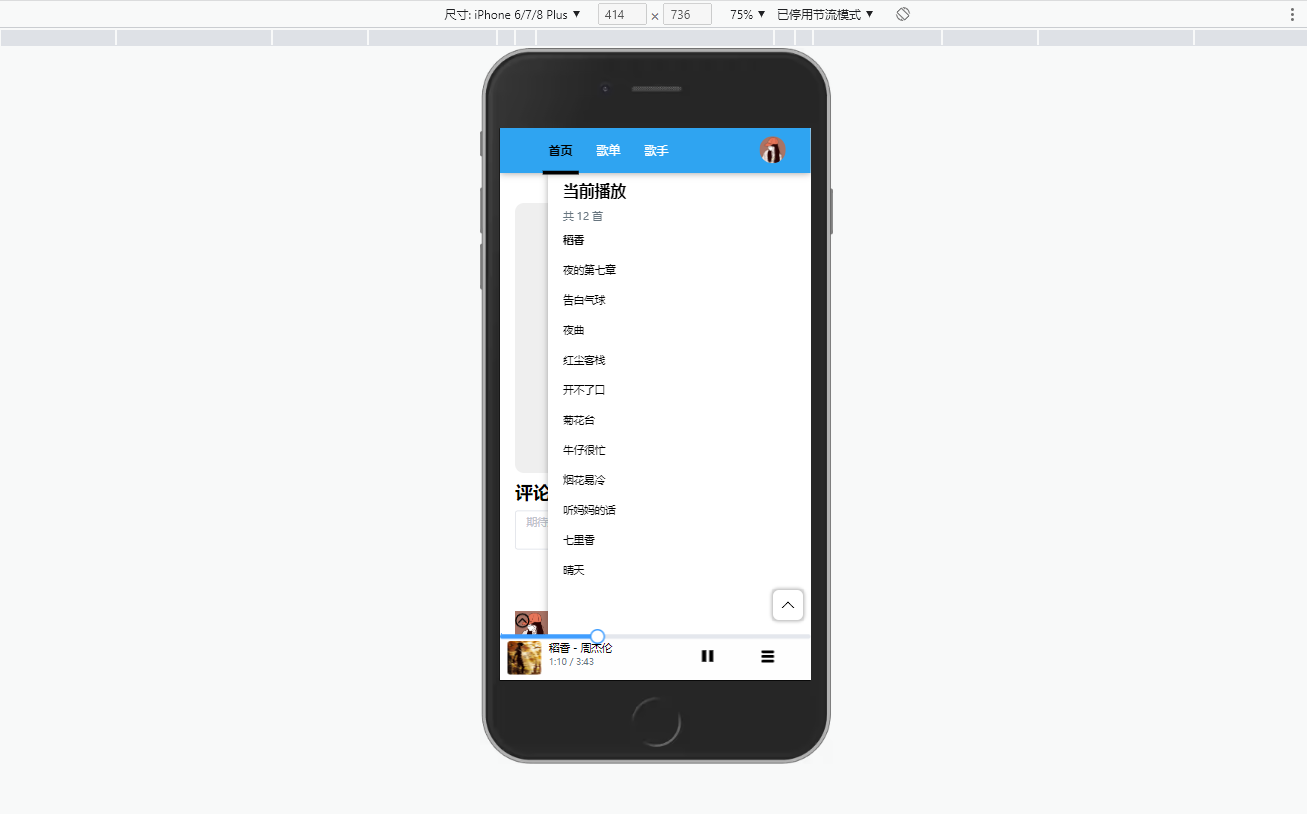 尺寸: iPhone 6/7/8 Plus ▼ 414 × 736 75% ▼ 已停用节流模式 ▼
首页 歌单 歌手
当前播放
共 12 首
稻香
夜的第七章
告白气球
夜曲
红尘客栈
开不了口
菊花台
牛仔很忙
烟花易冷
评论
听妈妈的话
期待
七里香
晴天
稻香 - 周杰伦
1:10 / 3:43